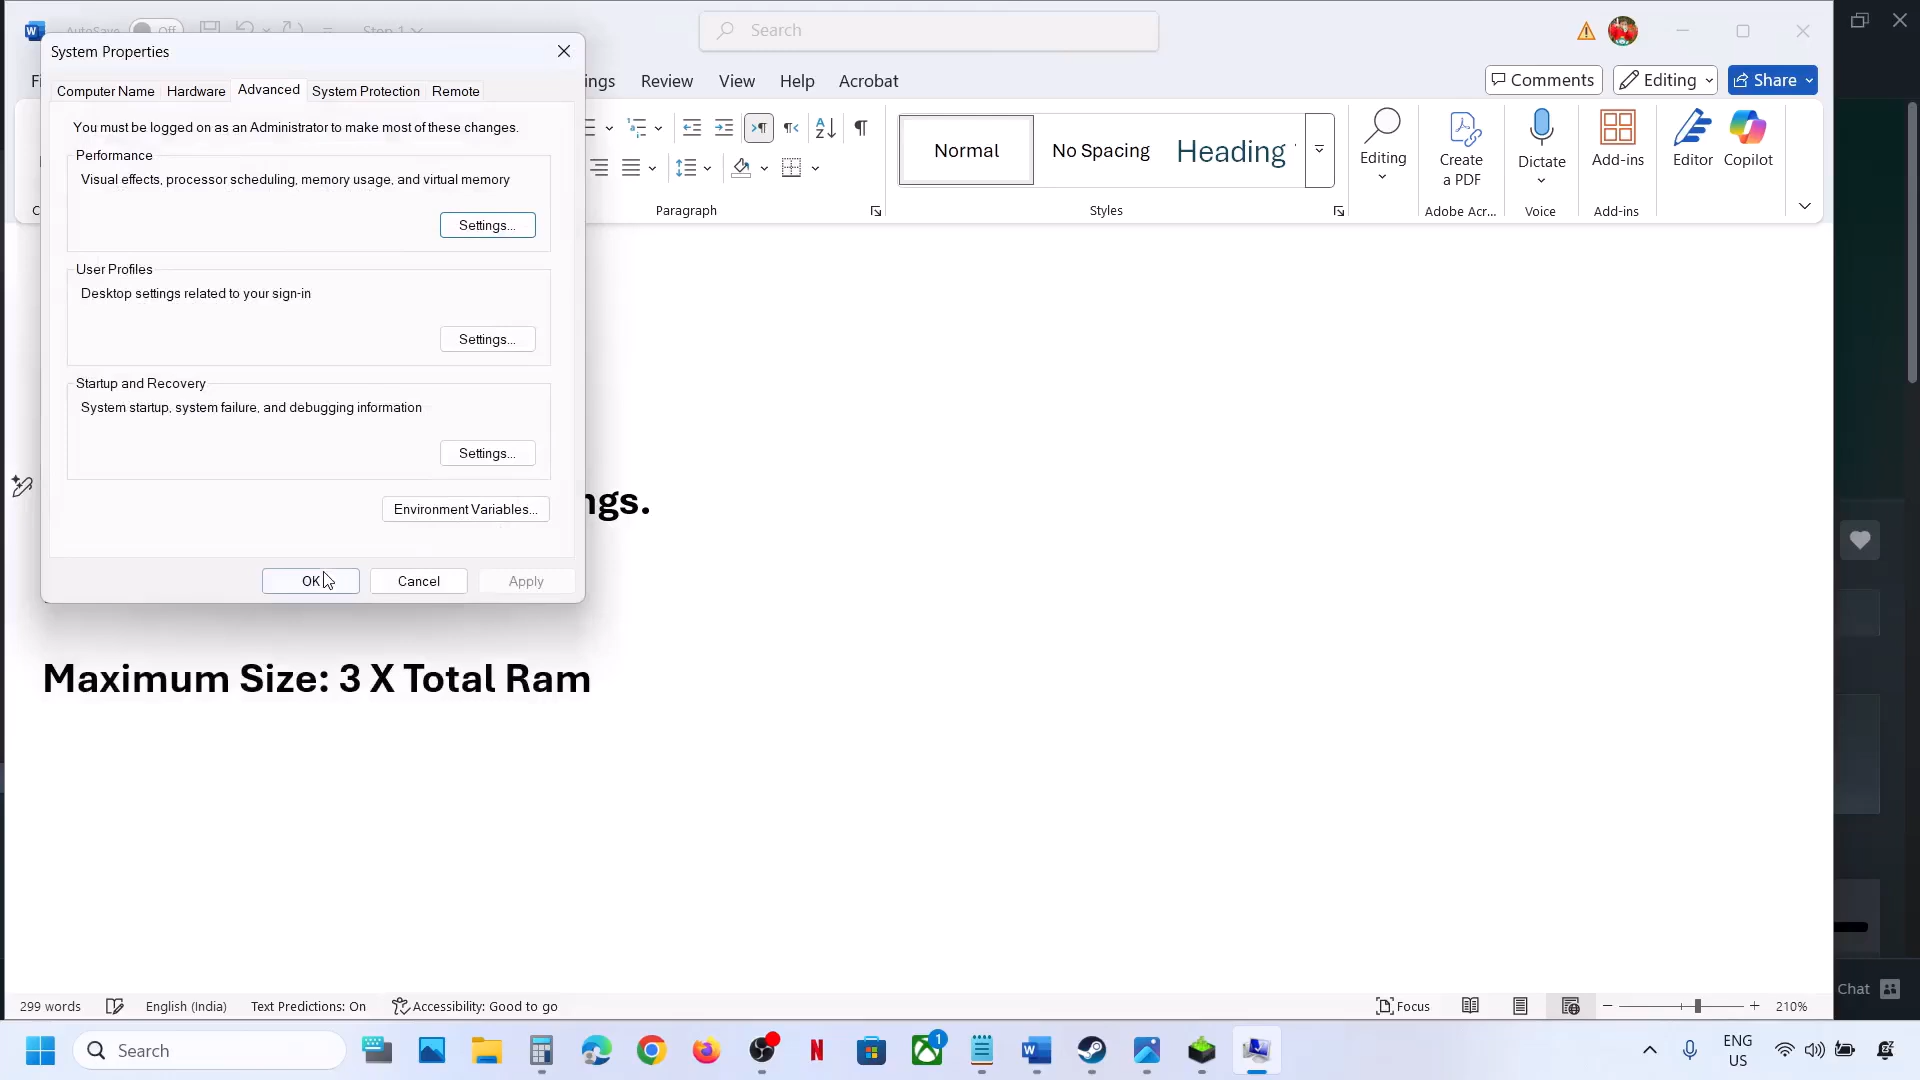 System Properties
Search
Computer Name Hardware Advanced System Protection Remote
Review View Help Acrobat
Comments Editing Share
You must be logged on as an Administrator to make most of these changes.
Performance
Visual effects, processor scheduling, memory usage, and virtual memory
Settings...
User Profiles
Desktop settings related to your sign-in
Settings...
Startup and Recovery
System startup, system failure, and debugging information
Settings...
Environment Variables...
OK Cancel Apply
Normal No Spacing Heading
Editing
Create
a PDF
Dictate
Add-ins
Editor Copilot
Paragraph Styles Adobe Acr... Voice Add-ins
ngs.
Maximum Size: 3 X Total Ram
Chat
299 words English (India) Text Predictions: On Accessibility: Good to go Focus 210%
Search
1
ENG
US